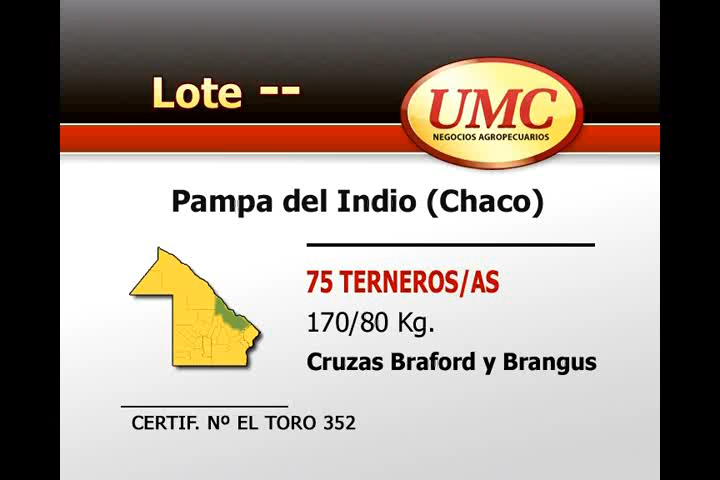 Lote --
UMC
NEGOCIOS AGROPECUARIOS
Pampa del Indio (Chaco)
75 TERNEROS/AS
170/80 Kg.
Cruzas Braford y Brangus
CERTIF. Nº EL TORO 352